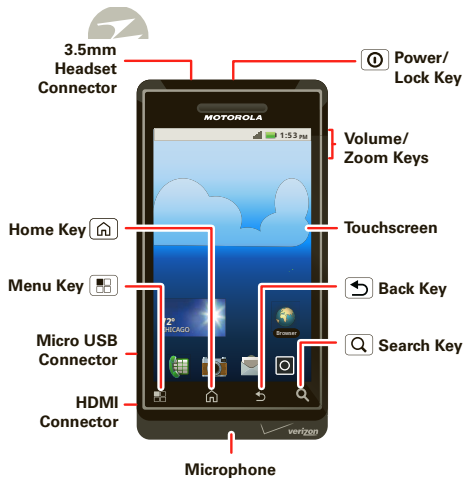 3.5mm
Headset
Connector
Power/
Lock Key
MOTOROLA
1:53 PM
Volume/
Zoom Keys
Home Key
Touchscreen
Menu Key
Back Key
72°
CHICAGO
Browser
Micro USB
Connector
Search Key
HDMI
Connector
verizon
Microphone